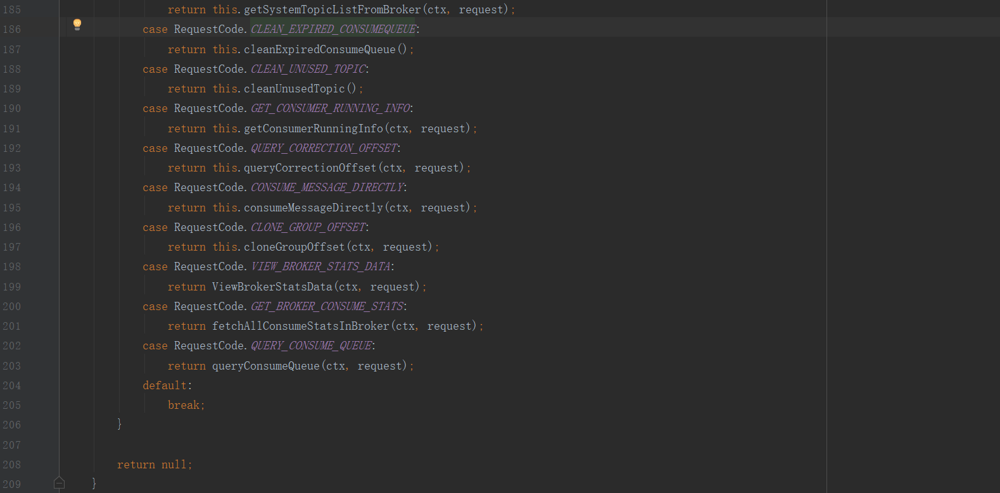 185 return this.getSystemTopicListFromBroker(ctx, request);
186 case RequestCode.CLEAN_EXPIRED_CONSUMEQUEUE:
187 return this.cleanExpiredConsumeQueue();
188 case RequestCode.CLEAN_UNUSED_TOPIC:
189 return this.cleanUnusedTopic();
190 case RequestCode.GET_CONSUMER_RUNNING_INFO:
191 return this.getConsumerRunningInfo(ctx, request);
192 case RequestCode.QUERY_CORRECTION_OFFSET:
193 return this.queryCorrectionOffset(ctx, request);
194 case RequestCode.CONSUME_MESSAGE_DIRECTLY:
195 return this.consumeMessageDirectly(ctx, request);
196 case RequestCode.CLONE_GROUP_OFFSET:
197 return this.cloneGroupOffset(ctx, request);
198 case RequestCode.VIEW_BROKER_STATS_DATA:
199 return ViewBrokerStatsData(ctx, request);
200 case RequestCode.GET_BROKER_CONSUME_STATS:
201 return fetchAllConsumeStatsInBroker(ctx, request);
202 case RequestCode.QUERY_CONSUME_QUEUE:
203 return queryConsumeQueue(ctx, request);
204 default:
205 break;
206 }
207
208 return null;
209 }